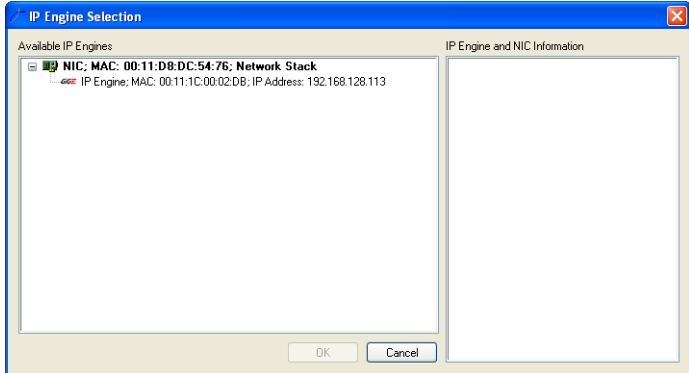 IP Engine Selection
Available IP Engines
IP Engine and NIC Information
NIC; MAC: 00:11:D8:DC:54:76; Network Stack
GigE IP Engine; MAC: 00:11:1C:00:02:DB; IP Address: 192.168.128.113
OK
Cancel